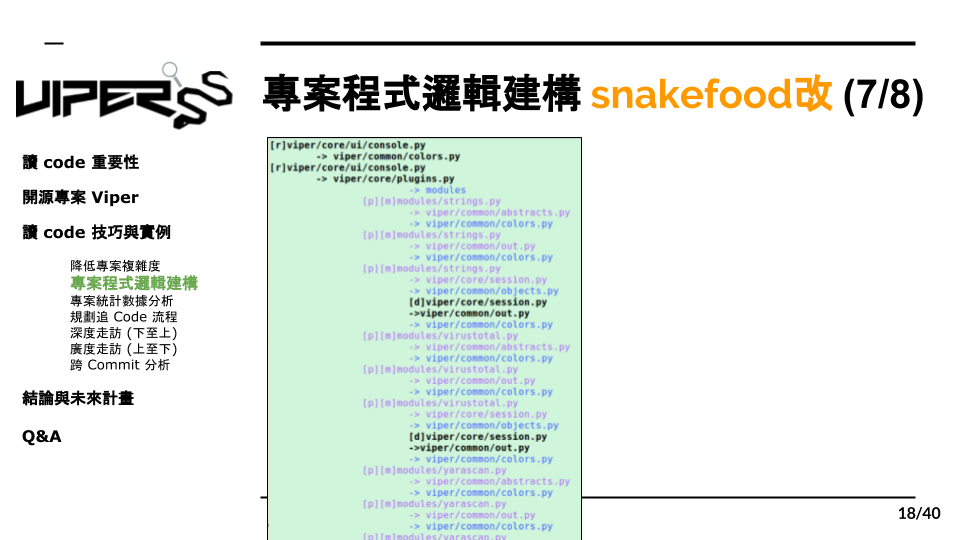 VIPER
專案程式邏輯建構 snakefood改 (7/8)
讀 code 重要性
開源專案 Viper
讀 code 技巧與實例
降低專案複雜度
專案程式邏輯建構
專案統計數據分析
規劃追 Code 流程
深度走訪 (下至上)
廣度走訪 (上至下)
跨 Commit 分析
結論與未來計畫
Q&A
[r]viper/core/ui/console.py
-> viper/common/colors.py
[r]viper/core/ui/console.py
-> viper/core/plugins.py
-> modules
[p][m]modules/strings.py
-> viper/common/abstracts.py
-> viper/common/colors.py
[p][m]modules/strings.py
-> viper/common/out.py
-> viper/common/colors.py
[p][m]modules/strings.py
-> viper/core/session.py
-> viper/common/objects.py
[d]viper/core/session.py
->viper/common/out.py
-> viper/common/colors.py
[p][m]modules/virustotal.py
-> viper/common/abstracts.py
-> viper/common/colors.py
[p][m]modules/virustotal.py
-> viper/common/out.py
-> viper/common/colors.py
[p][m]modules/virustotal.py
-> viper/core/session.py
-> viper/common/objects.py
[d]viper/core/session.py
->viper/common/out.py
-> viper/common/colors.py
[p][m]modules/yarascan.py
-> viper/common/abstracts.py
-> viper/common/colors.py
[p][m]modules/yarascan.py
-> viper/common/out.py
-> viper/common/colors.py
[p][m]modules/yarascan.py
18/40